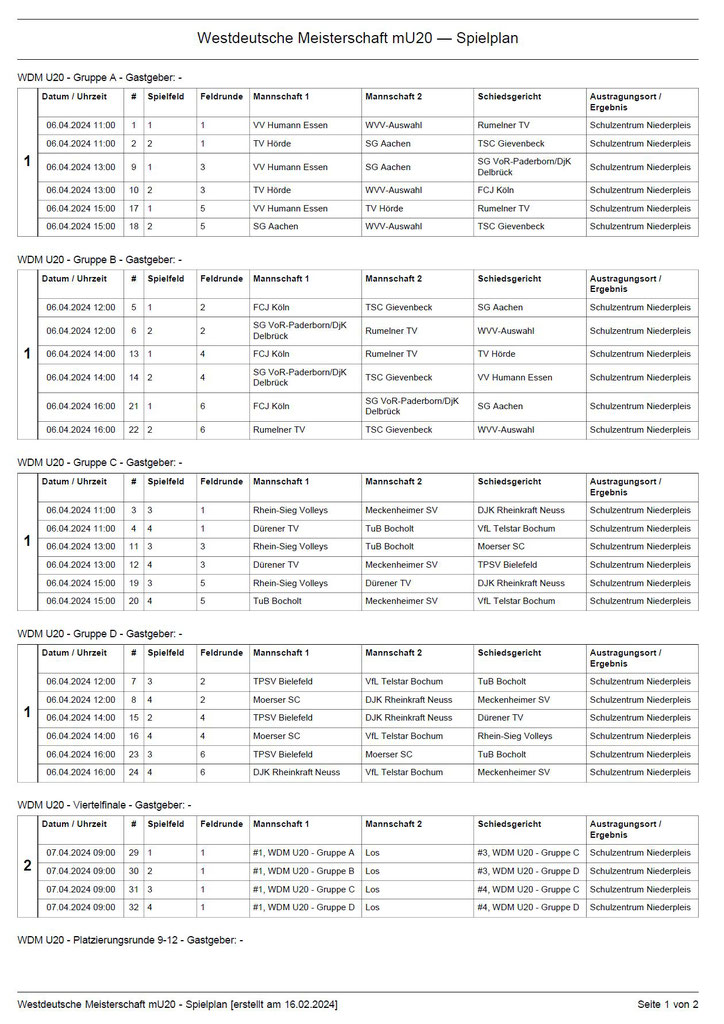 Westdeutsche Meisterschaft mU20 — Spielplan
WDM U20 - Gruppe A - Gastgeber: -
Datum / Uhrzeit # Spielfeld Feldrunde Mannschaft 1 Mannschaft 2 Schiedsgericht Austragungsort / Ergebnis
1
06.04.2024 11:00 1 1 1 VV Humann Essen WVV-Auswahl Rumelner TV Schulzentrum Niederpleis
06.04.2024 11:00 2 2 1 TV Hörde SG Aachen TSC Gievenbeck Schulzentrum Niederpleis
06.04.2024 13:00 9 1 3 VV Humann Essen SG Aachen SG VoR-Paderborn/DjK Delbrück Schulzentrum Niederpleis
06.04.2024 13:00 10 2 3 TV Hörde WVV-Auswahl FCJ Köln Schulzentrum Niederpleis
06.04.2024 15:00 17 1 5 VV Humann Essen TV Hörde Rumelner TV Schulzentrum Niederpleis
06.04.2024 15:00 18 2 5 SG Aachen WVV-Auswahl TSC Gievenbeck Schulzentrum Niederpleis
WDM U20 - Gruppe B - Gastgeber: -
Datum / Uhrzeit # Spielfeld Feldrunde Mannschaft 1 Mannschaft 2 Schiedsgericht Austragungsort / Ergebnis
1
06.04.2024 12:00 5 1 2 FCJ Köln TSC Gievenbeck SG Aachen Schulzentrum Niederpleis
06.04.2024 12:00 6 2 2 SG VoR-Paderborn/DjK Delbrück Rumelner TV WVV-Auswahl Schulzentrum Niederpleis
06.04.2024 14:00 13 1 4 FCJ Köln Rumelner TV TV Hörde Schulzentrum Niederpleis
06.04.2024 14:00 14 2 4 SG VoR-Paderborn/DjK Delbrück TSC Gievenbeck VV Humann Essen Schulzentrum Niederpleis
06.04.2024 16:00 21 1 6 FCJ Köln SG VoR-Paderborn/DjK Delbrück SG Aachen Schulzentrum Niederpleis
06.04.2024 16:00 22 2 6 Rumelner TV TSC Gievenbeck WVV-Auswahl Schulzentrum Niederpleis
WDM U20 - Gruppe C - Gastgeber: -
Datum / Uhrzeit # Spielfeld Feldrunde Mannschaft 1 Mannschaft 2 Schiedsgericht Austragungsort / Ergebnis
1
06.04.2024 11:00 3 3 1 Rhein-Sieg Volleys Meckenheimer SV DJK Rheinkraft Neuss Schulzentrum Niederpleis
06.04.2024 11:00 4 4 1 Dürener TV TuB Bocholt VfL Telstar Bochum Schulzentrum Niederpleis
06.04.2024 13:00 11 3 3 Rhein-Sieg Volleys TuB Bocholt Moerser SC Schulzentrum Niederpleis
06.04.2024 13:00 12 4 3 Dürener TV Meckenheimer SV TPSV Bielefeld Schulzentrum Niederpleis
06.04.2024 15:00 19 3 5 Rhein-Sieg Volleys Dürener TV DJK Rheinkraft Neuss Schulzentrum Niederpleis
06.04.2024 15:00 20 4 5 TuB Bocholt Meckenheimer SV VfL Telstar Bochum Schulzentrum Niederpleis
WDM U20 - Gruppe D - Gastgeber: -
Datum / Uhrzeit # Spielfeld Feldrunde Mannschaft 1 Mannschaft 2 Schiedsgericht Austragungsort / Ergebnis
1
06.04.2024 12:00 7 3 2 TPSV Bielefeld VfL Telstar Bochum TuB Bocholt Schulzentrum Niederpleis
06.04.2024 12:00 8 4 2 Moerser SC DJK Rheinkraft Neuss Meckenheimer SV Schulzentrum Niederpleis
06.04.2024 14:00 15 2 4 TPSV Bielefeld DJK Rheinkraft Neuss Dürener TV Schulzentrum Niederpleis
06.04.2024 14:00 16 4 4 Moerser SC VfL Telstar Bochum Rhein-Sieg Volleys Schulzentrum Niederpleis
06.04.2024 16:00 23 3 6 TPSV Bielefeld Moerser SC TuB Bocholt Schulzentrum Niederpleis
06.04.2024 16:00 24 4 6 DJK Rheinkraft Neuss VfL Telstar Bochum Meckenheimer SV Schulzentrum Niederpleis
WDM U20 - Viertelfinale - Gastgeber: -
Datum / Uhrzeit # Spielfeld Feldrunde Mannschaft 1 Mannschaft 2 Schiedsgericht Austragungsort / Ergebnis
2
07.04.2024 09:00 29 1 1 #1, WDM U20 - Gruppe A Los #3, WDM U20 - Gruppe C Schulzentrum Niederpleis
07.04.2024 09:00 30 2 1 #1, WDM U20 - Gruppe B Los #3, WDM U20 - Gruppe D Schulzentrum Niederpleis
07.04.2024 09:00 31 3 1 #1, WDM U20 - Gruppe C Los #4, WDM U20 - Gruppe C Schulzentrum Niederpleis
07.04.2024 09:00 32 4 1 #1, WDM U20 - Gruppe D Los #4, WDM U20 - Gruppe D Schulzentrum Niederpleis
WDM U20 - Platzierungsrunde 9-12 - Gastgeber: -
Westdeutsche Meisterschaft mU20 - Spielplan [erstellt am 16.02.2024] Seite 1 von 2